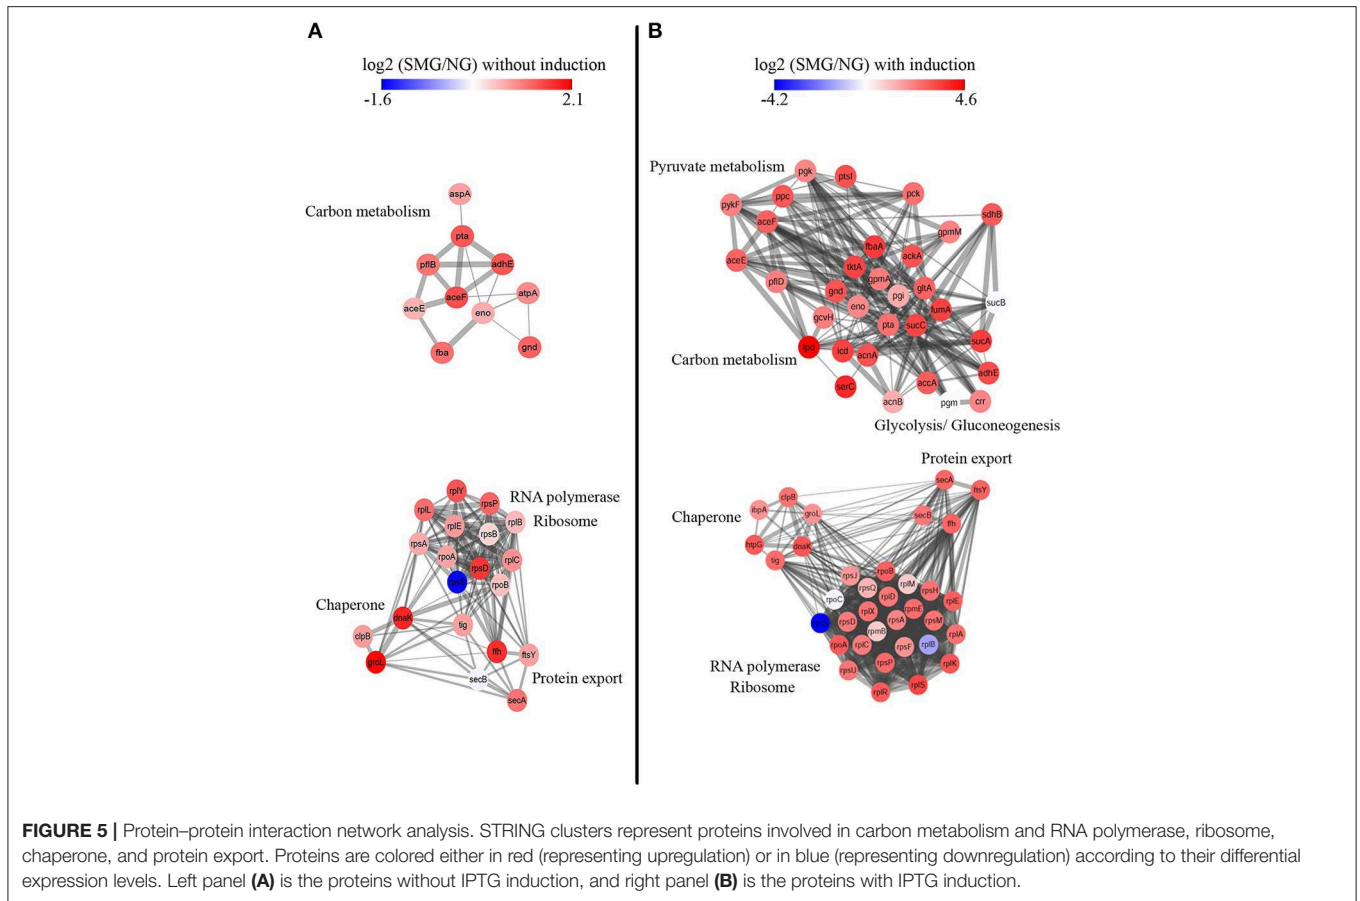 A
B
log2 (SMG/NG) without induction
-1.6
2.1
log2 (SMG/NG) with induction
-4.2
4.6
Carbon metabolism
aspA
pta
pflB
adhE
aceF
atpA
aceE
eno
fba
gnd
rplY
rplL
rpsP
RNA polymerase
Ribosome
rplE
rplB
rpsB
rpsA
rpoA
rplC
rpsD
rpoB
Chaperone
dnaK
clpB
tig
groL
ffh
ftsY
secB
Protein export
secA
Pyruvate metabolism
pgk
ptsI
ppc
pck
pykF
aceF
sdhB
gpmM
fbaA
aceE
ackA
tktA
pflD
gpmA
gnd
gltA
pgi
eno
sucB
fumA
gcvH
pta
sucC
Carbon metabolism
lpd
icd
acnA
sucA
serC
accA
adhE
acnB
pgm
crr
Glycolysis/ Gluconeogenesis
Protein export
secA
ftsY
Chaperone
clpB
ibpA
groL
secB
ffh
htpG
dnaK
tig
rpsJ
rpoB
rpsQ
rplM
rpsH
rpoC
rplD
rplE
rplX
rpmE
rpsD
rpsA
rpsM
rpmB
rplA
rpoA
rplC
rpsF
rplB
RNA polymerase
Ribosome
rpsU
rpsP
rplK
rplR
rplS
FIGURE 5 | Protein–protein interaction network analysis. STRING clusters represent proteins involved in carbon metabolism and RNA polymerase, ribosome,
chaperone, and protein export. Proteins are colored either in red (representing upregulation) or in blue (representing downregulation) according to their differential
expression levels. Left panel (A) is the proteins without IPTG induction, and right panel (B) is the proteins with IPTG induction.